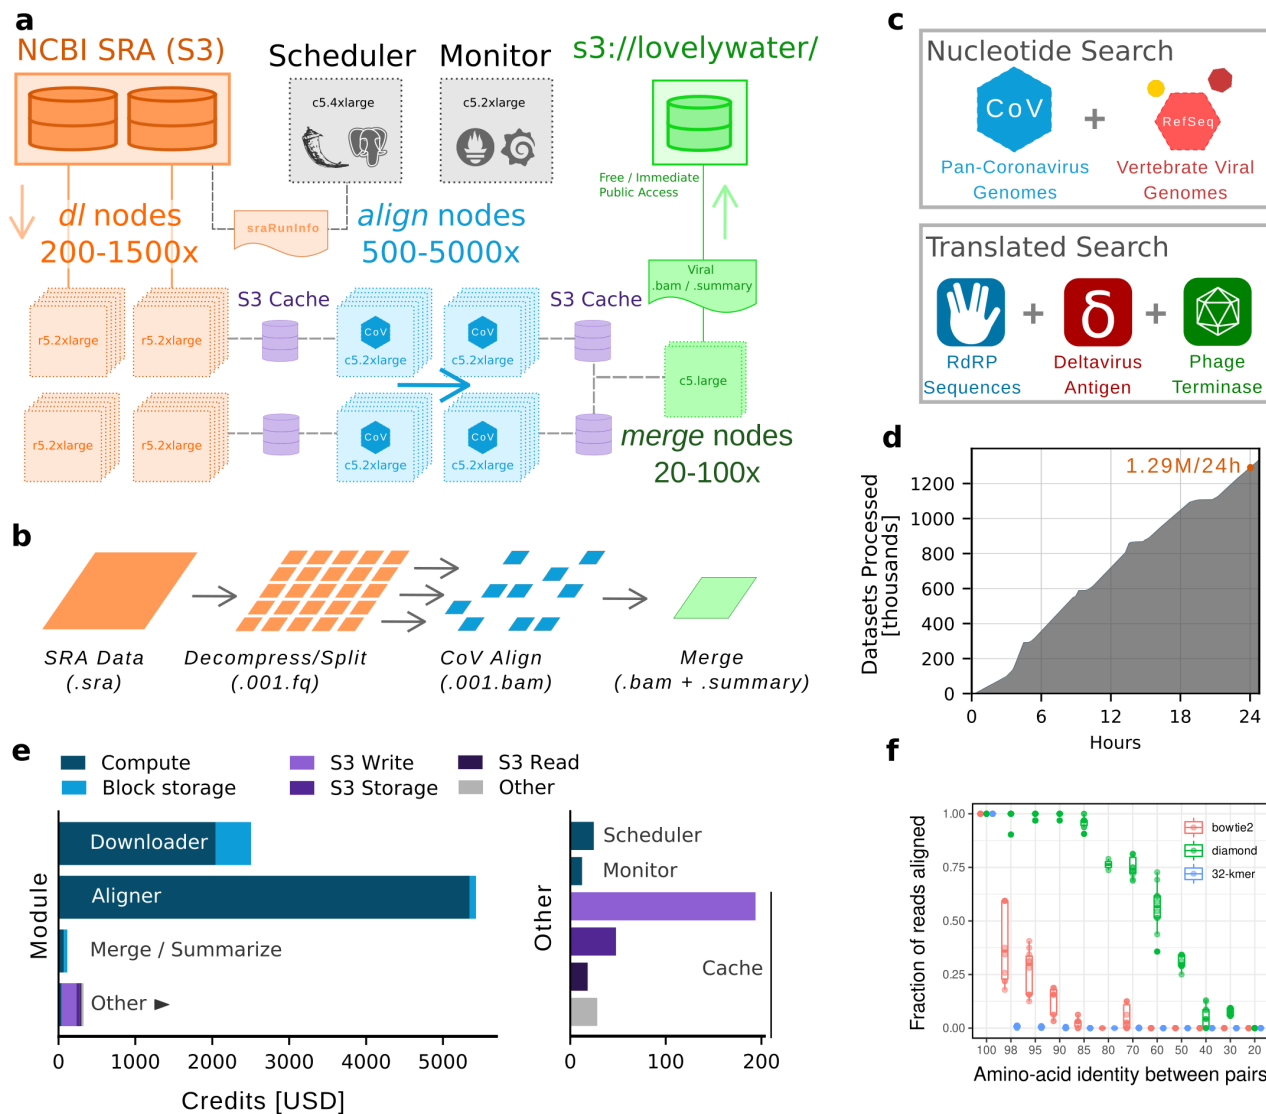 a
NCBI SRA (S3)
Scheduler
Monitor
s3://lovelywater/
c5.4xlarge
c5.2xlarge
Free / Immediate
Public Access
dl nodes
200-1500x
sraRunInfo
align nodes
500-5000x
Viral
.bam / .summary
S3 Cache
S3 Cache
r5.2xlarge
r5.2xlarge
CoV
c5.2xlarge
CoV
c5.2xlarge
c5.large
r5.2xlarge
r5.2xlarge
CoV
c5.2xlarge
CoV
c5.2xlarge
merge nodes
20-100x
b
SRA Data
(.sra)
Decompress/Split
(.001.fq)
CoV Align
(.001.bam)
Merge
(.bam + .summary)
c
Nucleotide Search
CoV
+
RefSeq
Pan-Coronavirus
Genomes
Vertebrate Viral
Genomes
Translated Search
+
δ
+
RdRP
Sequences
Deltavirus
Antigen
Phage
Terminase
d
Datasets Processed
[thousands]
1.29M/24h
1200
1000
800
600
400
200
0
0 6 12 18 24
Hours
e
Compute
Block storage
S3 Write
S3 Storage
S3 Read
Other
Module
Downloader
Aligner
Merge / Summarize
Other ►
0 1000 2000 3000 4000 5000
Credits [USD]
Other
Scheduler
Monitor
Cache
0 100 200
f
Fraction of reads aligned
1.00
0.75
0.50
0.25
0.00
bowtie2
diamond
32-kmer
100 98 95 90 85 80 70 60 50 40 30 20
Amino-acid identity between pairs